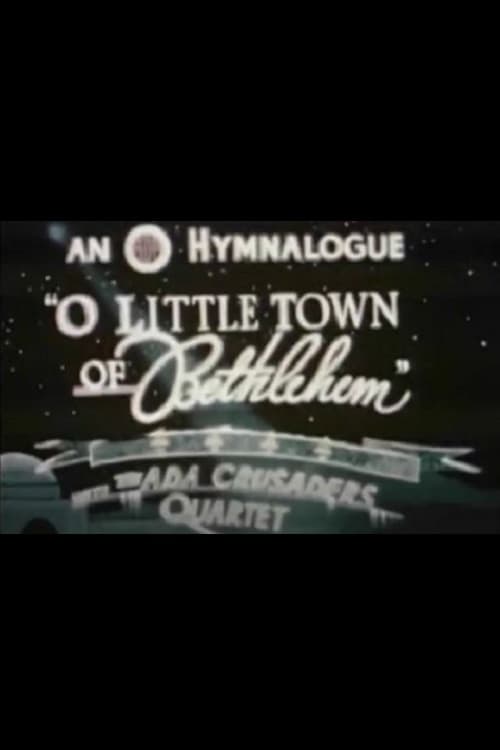 AN HYMNALOGUE
"O LITTLE TOWN
OF Bethlehem"
ADA CRUSADERS
QUARTET